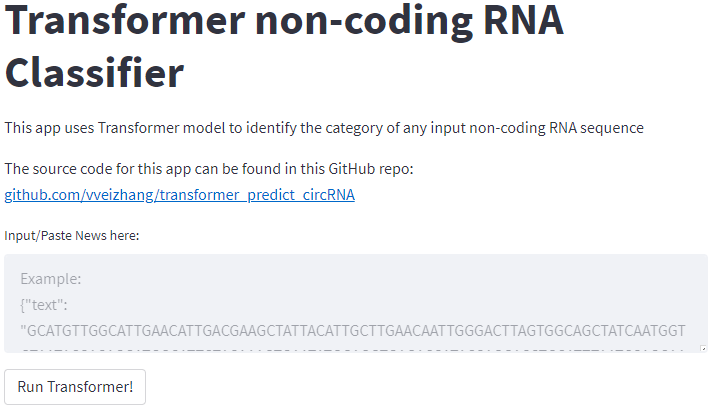 Transformer non-coding RNA
Classifier
This app uses Transformer model to identify the category of any input non-coding RNA sequence
The source code for this app can be found in this GitHub repo:
github.com/vveizhang/transformer_predict_circRNA
Input/Paste News here:
Example:
{"text":
"GCATGTTGGCATTGAACATTGACGAAGCTATTACATTGCTTGAACAATTGGGACTTAGTGGCAGCTATCAATGGT
Run Transformer!